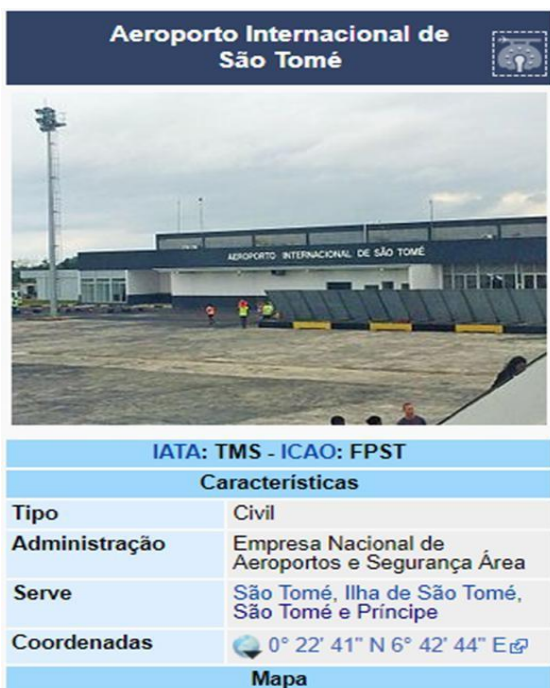 Aeroporto Internacional de
São Tomé
AEROPORTO INTERNACIONAL DE SÃO TOMÉ
IATA: TMS - ICAO: FPST
Características
Tipo
Civil
Administração
Empresa Nacional de
Aeroportos e Segurança Área
Serve
São Tomé, Ilha de São Tomé,
São Tomé e Príncipe
Coordenadas
0° 22' 41" N 6° 42' 44" E
Mapa